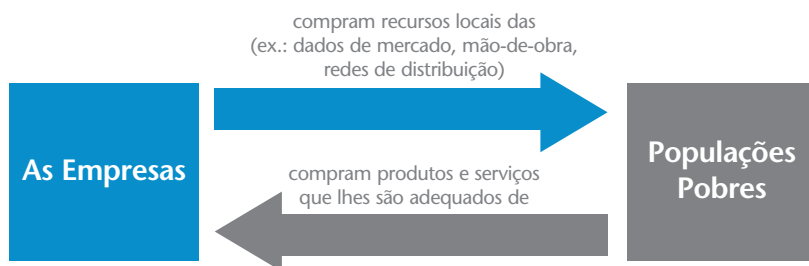 compram recursos locais das
(ex.: dados de mercado, mão-de-obra,
redes de distribuição)
As Empresas
Populações
Pobres
compram produtos e serviços
que lhes são adequados de